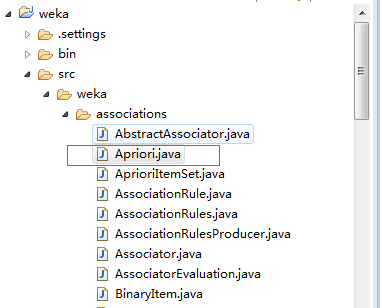 weka
.settings
bin
src
weka
associations
AbstractAssociator.java
Apriori.java
AprioriItemSet.java
AssociationRule.java
AssociationRules.java
AssociationRulesProducer.java
Associator.java
AssociatorEvaluation.java
BinaryItem.java